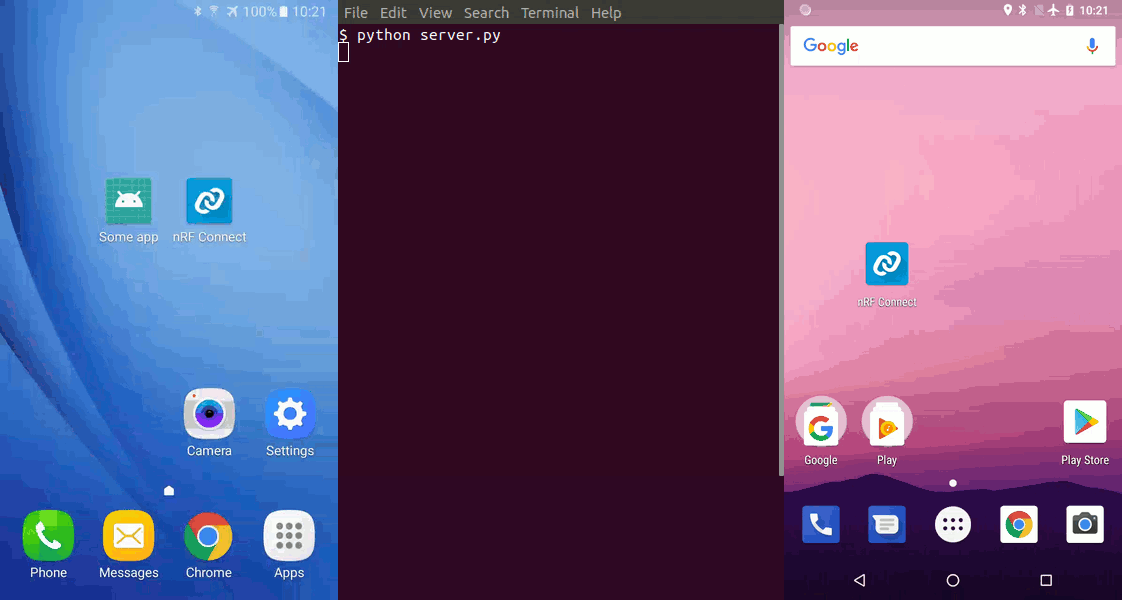 100% 10:21
Some app
nRF Connect
Camera
Settings
Phone
Messages
Chrome
Apps
File Edit View Search Terminal Help
$ python server.py
10:21
Google
nRF Connect
Google
Play
Play Store